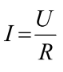 I = U/R